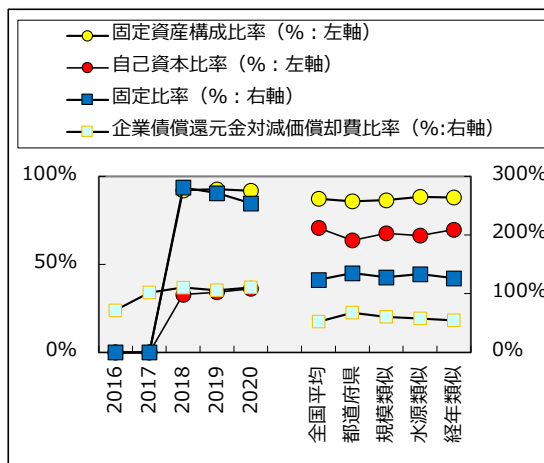 固定資産構成比率（%：左軸）
自己資本比率（%：左軸）
固定比率（%：右軸）
企業債償還元金対減価償却費比率（%:右軸）
100%
50%
0%
300%
200%
100%
0%
2016
2017
2018
2019
2020
全国平均
都道府県
規模類似
水源類似
経年類似